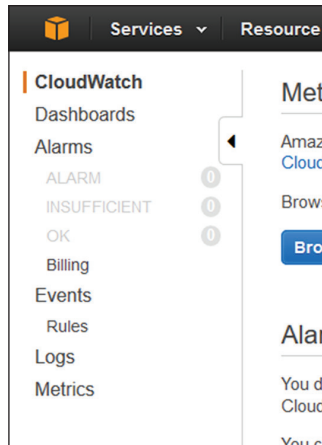 Services Resource
CloudWatch
Dashboards
Alarms
ALARM 0
INSUFFICIENT 0
OK 0
Billing
Events
Rules
Logs
Metrics
Met
Amaz
Cloud
Brows
Bro
Alar
You d
Cloud